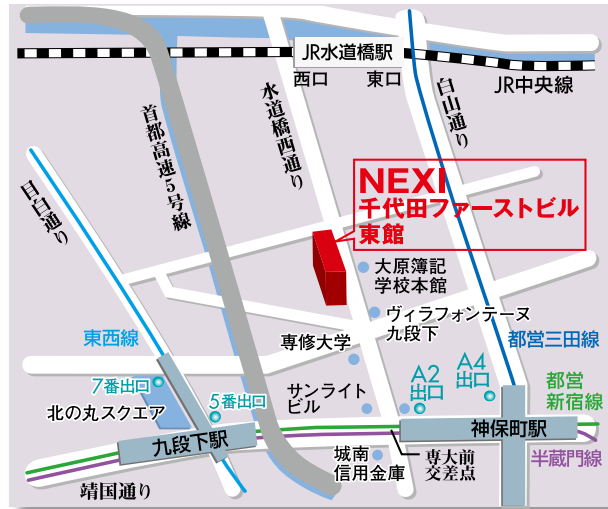 JR水道橋駅
西口
東口
JR中央線
首都高速5号線
水道橋西通り
白山通り
目白通り
NEXI
千代田ファーストビル
東館
大原簿記
学校本館
ヴィラフォンテーヌ
九段下
専修大学
東西線
都営三田線
7番出口
A2
出口
A4
出口
サンライト
ビル
都営
新宿線
5番出口
北の丸スクエア
九段下駅
神保町駅
半蔵門線
城南
信用金庫
専大前
交差点
靖国通り